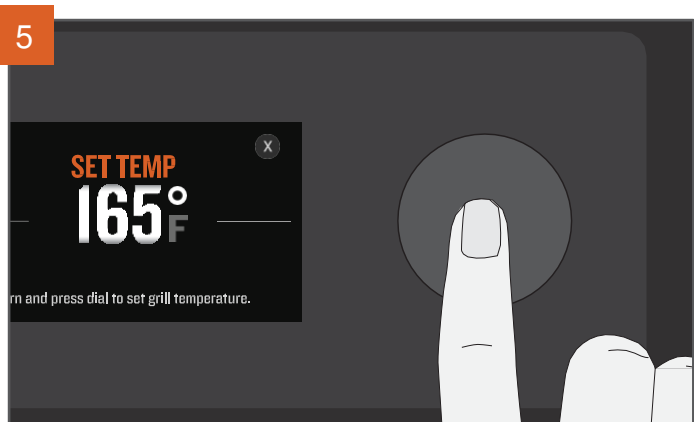 5
X
SET TEMP
165°F
rn and press dial to set grill temperature.